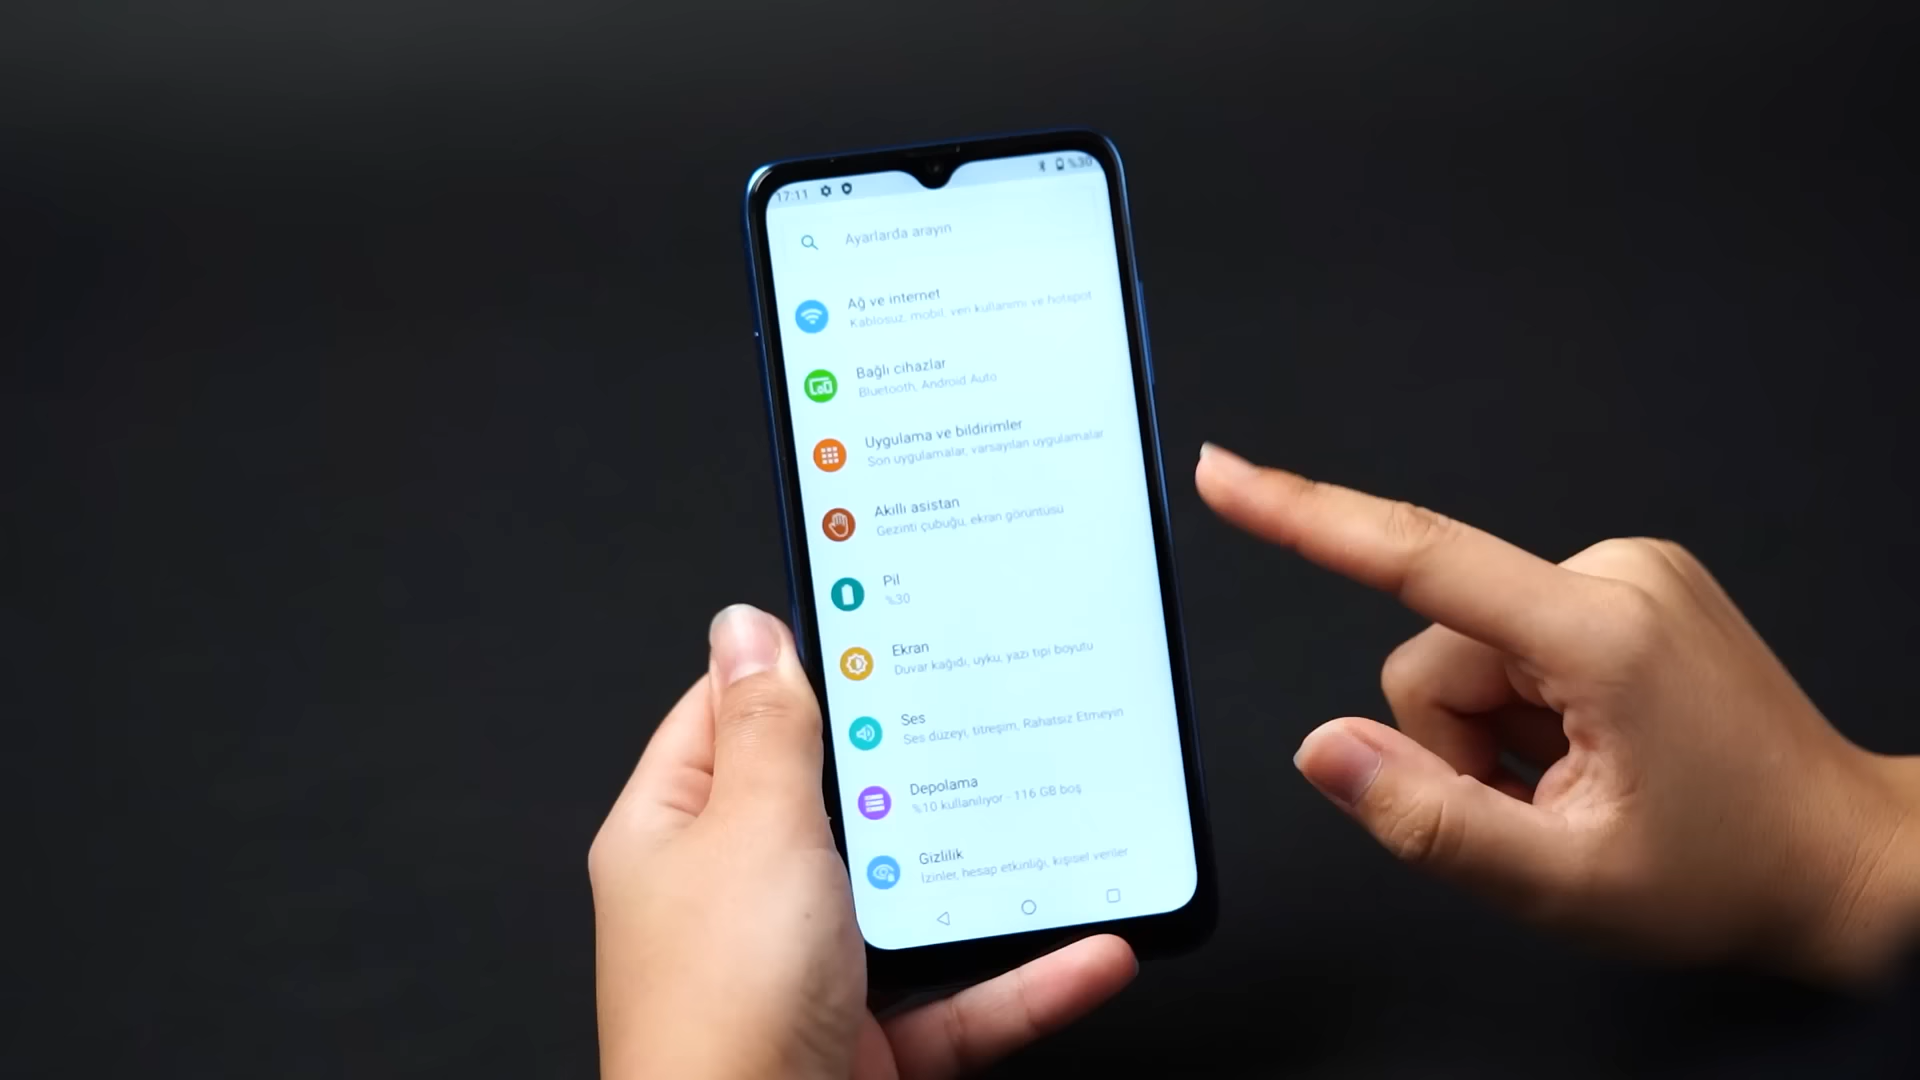 17:11
%30
Ayarlarda arayın
Ağ ve internet
Kablosuz, mobil, veri kullanımı ve hotspot
Bağlı cihazlar
Bluetooth, Android Auto
Uygulama ve bildirimler
Son uygulamalar, varsayılan uygulamalar
Akıllı asistan
Gezinti çubuğu, ekran görüntüsü
Pil
%30
Ekran
Duvar kağıdı, uyku, yazı tipi boyutu
Ses
Ses düzeyi, titreşim, Rahatsız Etmeyin
Depolama
%10 kullanılıyor - 116 GB boş
Gizlilik
İzinler, hesap etkinliği, kişisel veriler